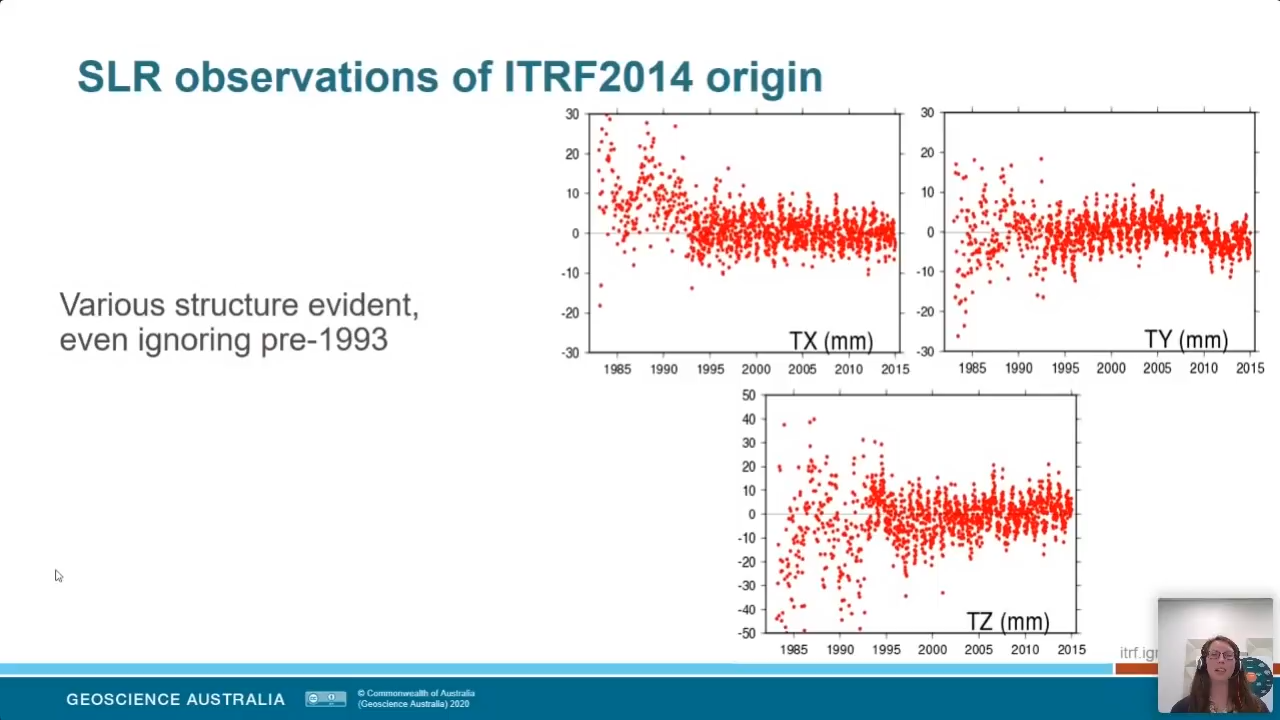 SLR observations of ITRF2014 origin
Various structure evident,
even ignoring pre-1993
30
20
10
0
-10
-20
-30
TX (mm)
1985 1990 1995 2000 2005 2010 2015
30
20
10
0
-10
-20
-30
TY (mm)
1985 1990 1995 2000 2005 2010 2015
50
40
30
20
10
0
-10
-20
-30
-40
-50
TZ (mm)
1985 1990 1995 2000 2005 2010 2015
itrf.ign
GEOSCIENCE AUSTRALIA
© Commonwealth of Australia
(Geoscience Australia) 2020